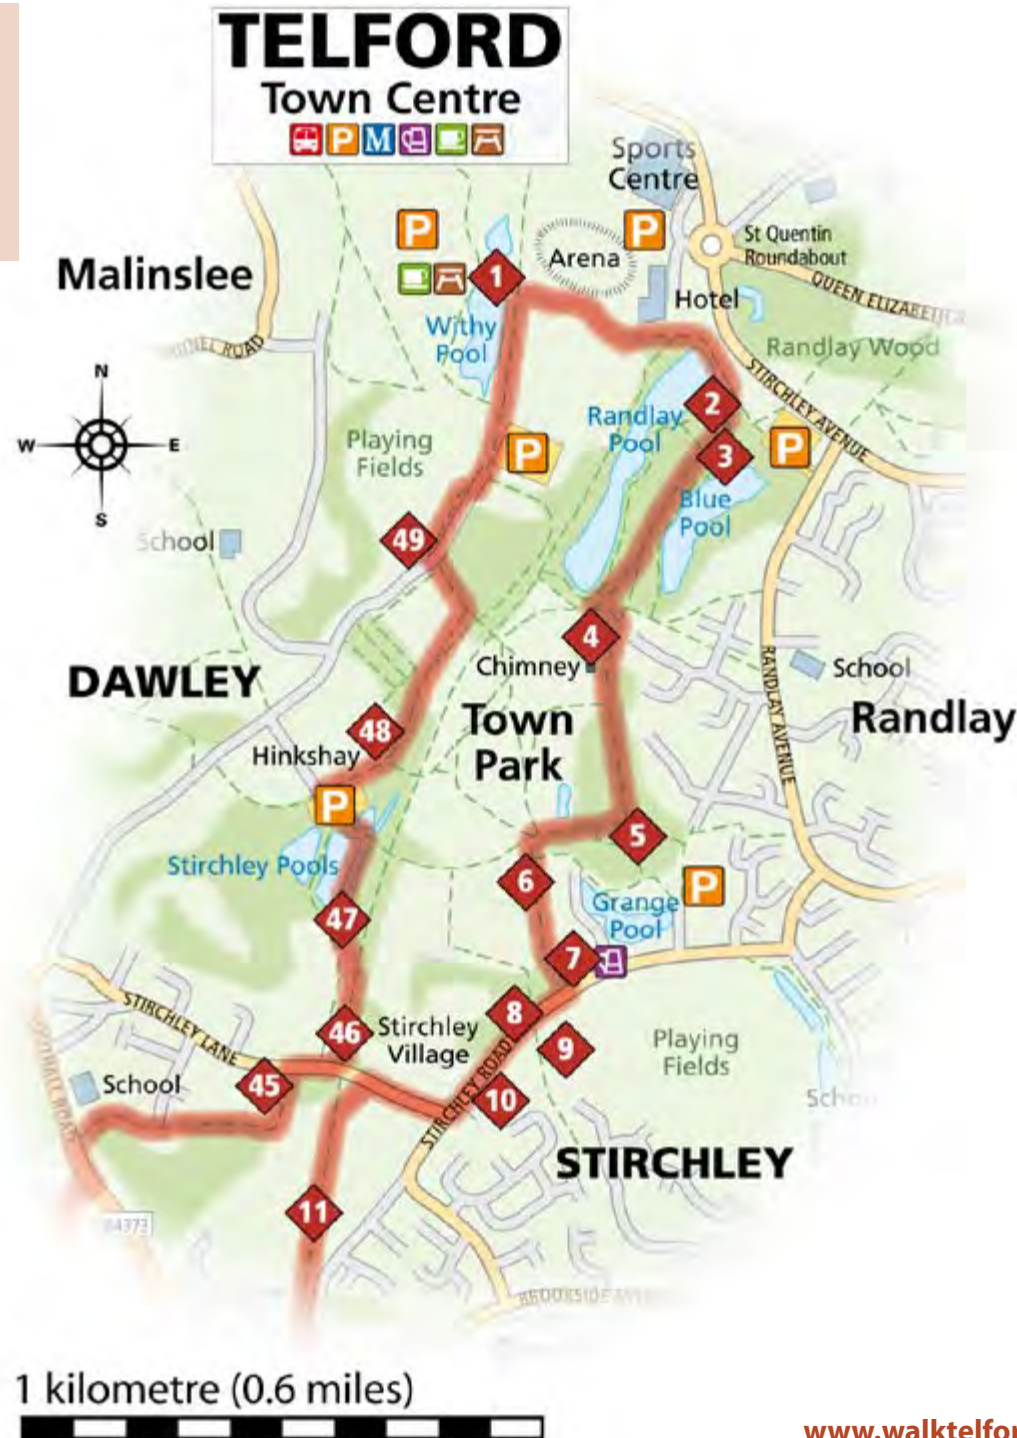 TELFORD
Town Centre
P M
Sports
Centre
P
P
St Quentin
Roundabout
Arena
1
Malinslee
QUEEN ELIZABETH
Hotel
Withy
Pool
Randlay Wood
N
W E
S
STIRCHLEY AVENUE
2
Randlay
Pool
Playing
Fields
P
P
3
Blue
Pool
School
49
4
Chimney
School
DAWLEY
RANDLAY AVENUE
Randlay
Town
Park
48
Hinkshay
P
5
Stirchley Pools
6
P
Grange
Pool
47
7
STIRCHLEY LANE
8
46
Stirchley
Village
9
Playing
Fields
School
45
STIRCHLEY ROAD
10
STIRCHLEY
11
1 kilometre (0.6 miles)